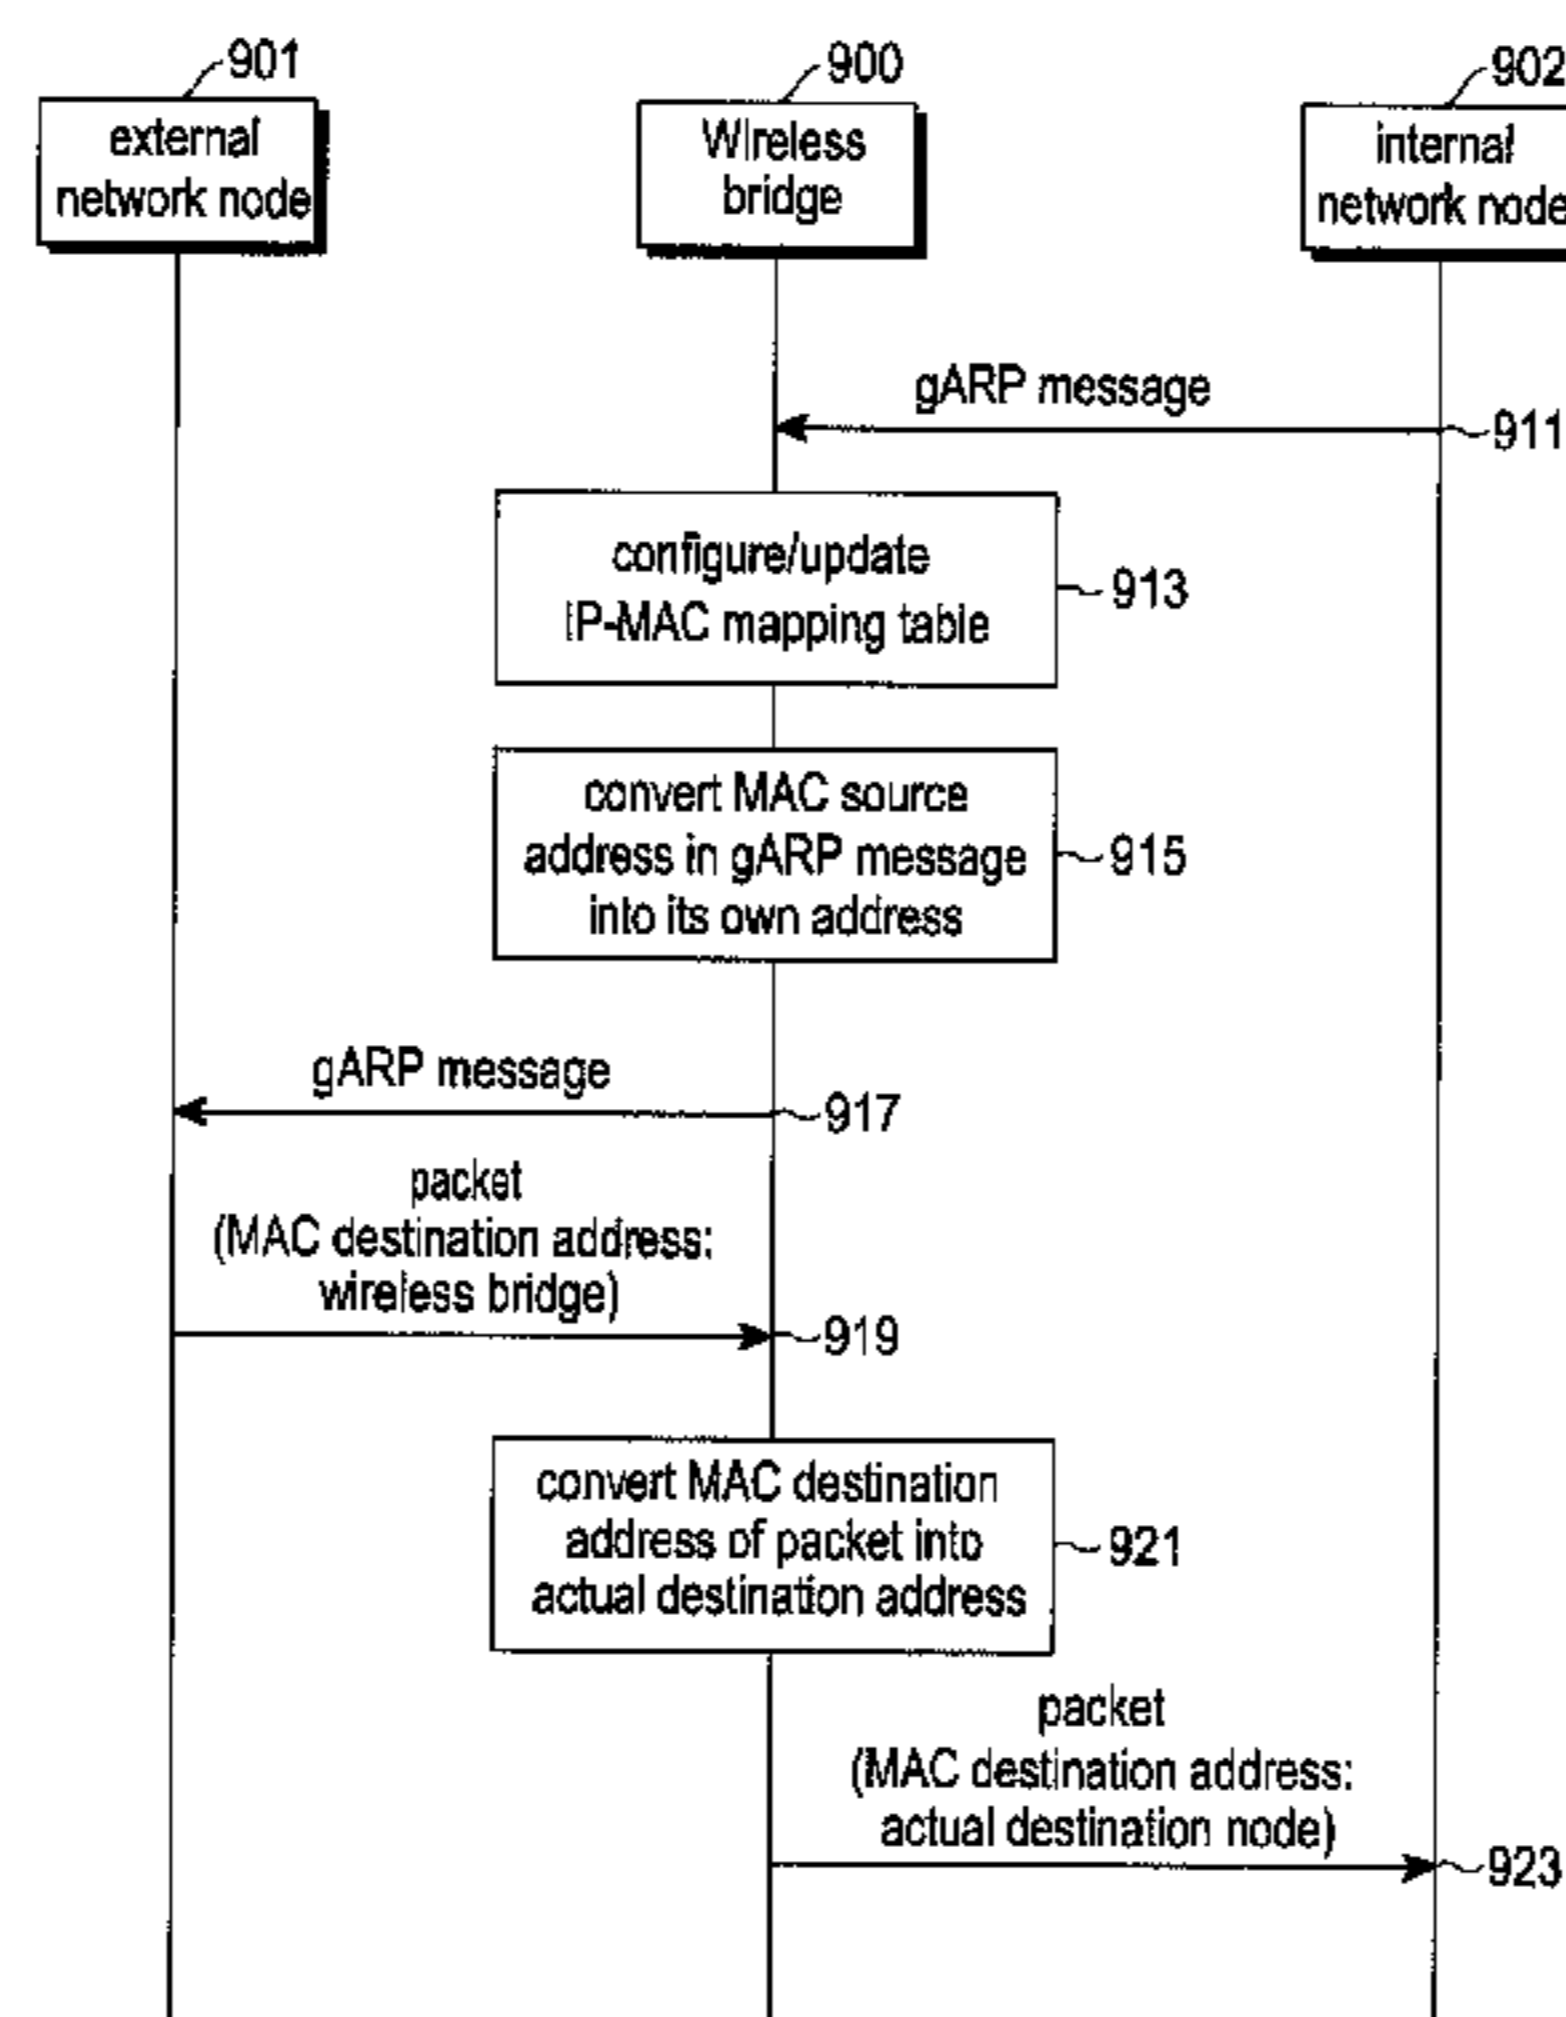 901
900
902
external
network node
WIreless
bridge
internal
network node
gARP message
911
configure/update
IP-MAC mapping table
913
convert MAC source
address in gARP message
into its own address
915
gARP message
917
packet
(MAC destination address:
wireless bridge)
919
convert MAC destination
address of packet into
actual destination address
921
packet
(MAC destination address:
actual destination node)
923